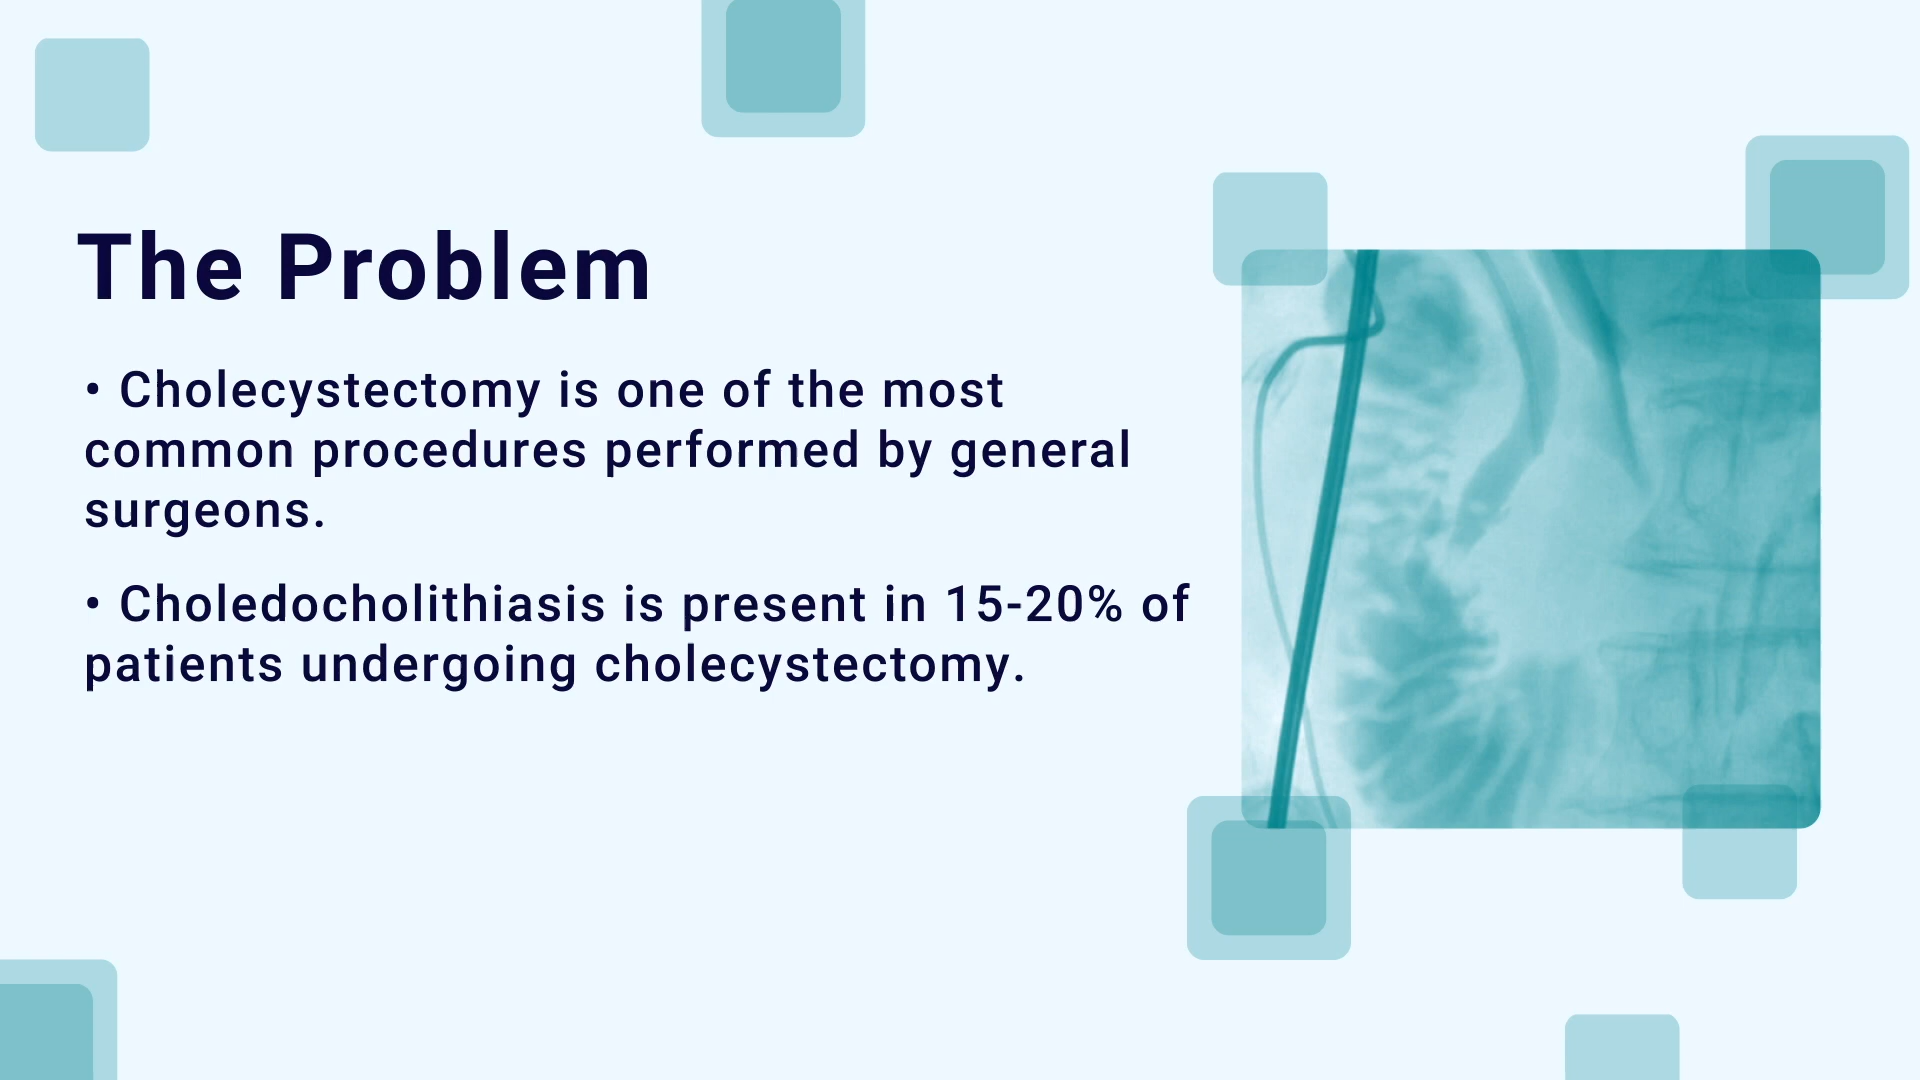 The Problem
• Cholecystectomy is one of the most
common procedures performed by general
surgeons.
• Choledocholithiasis is present in 15-20% of
patients undergoing cholecystectomy.